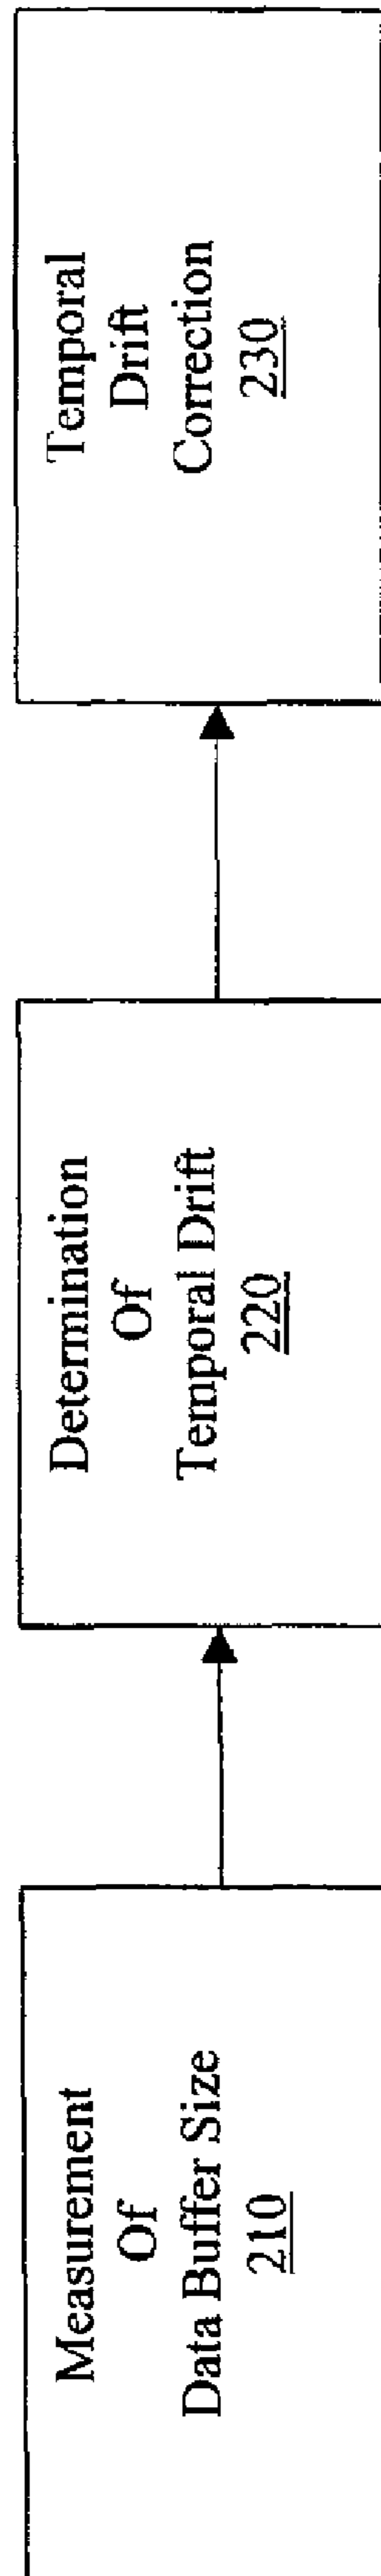 Measurement
Of
Data Buffer Size
210
Determination
Of
Temporal Drift
220
Temporal
Drift
Correction
230